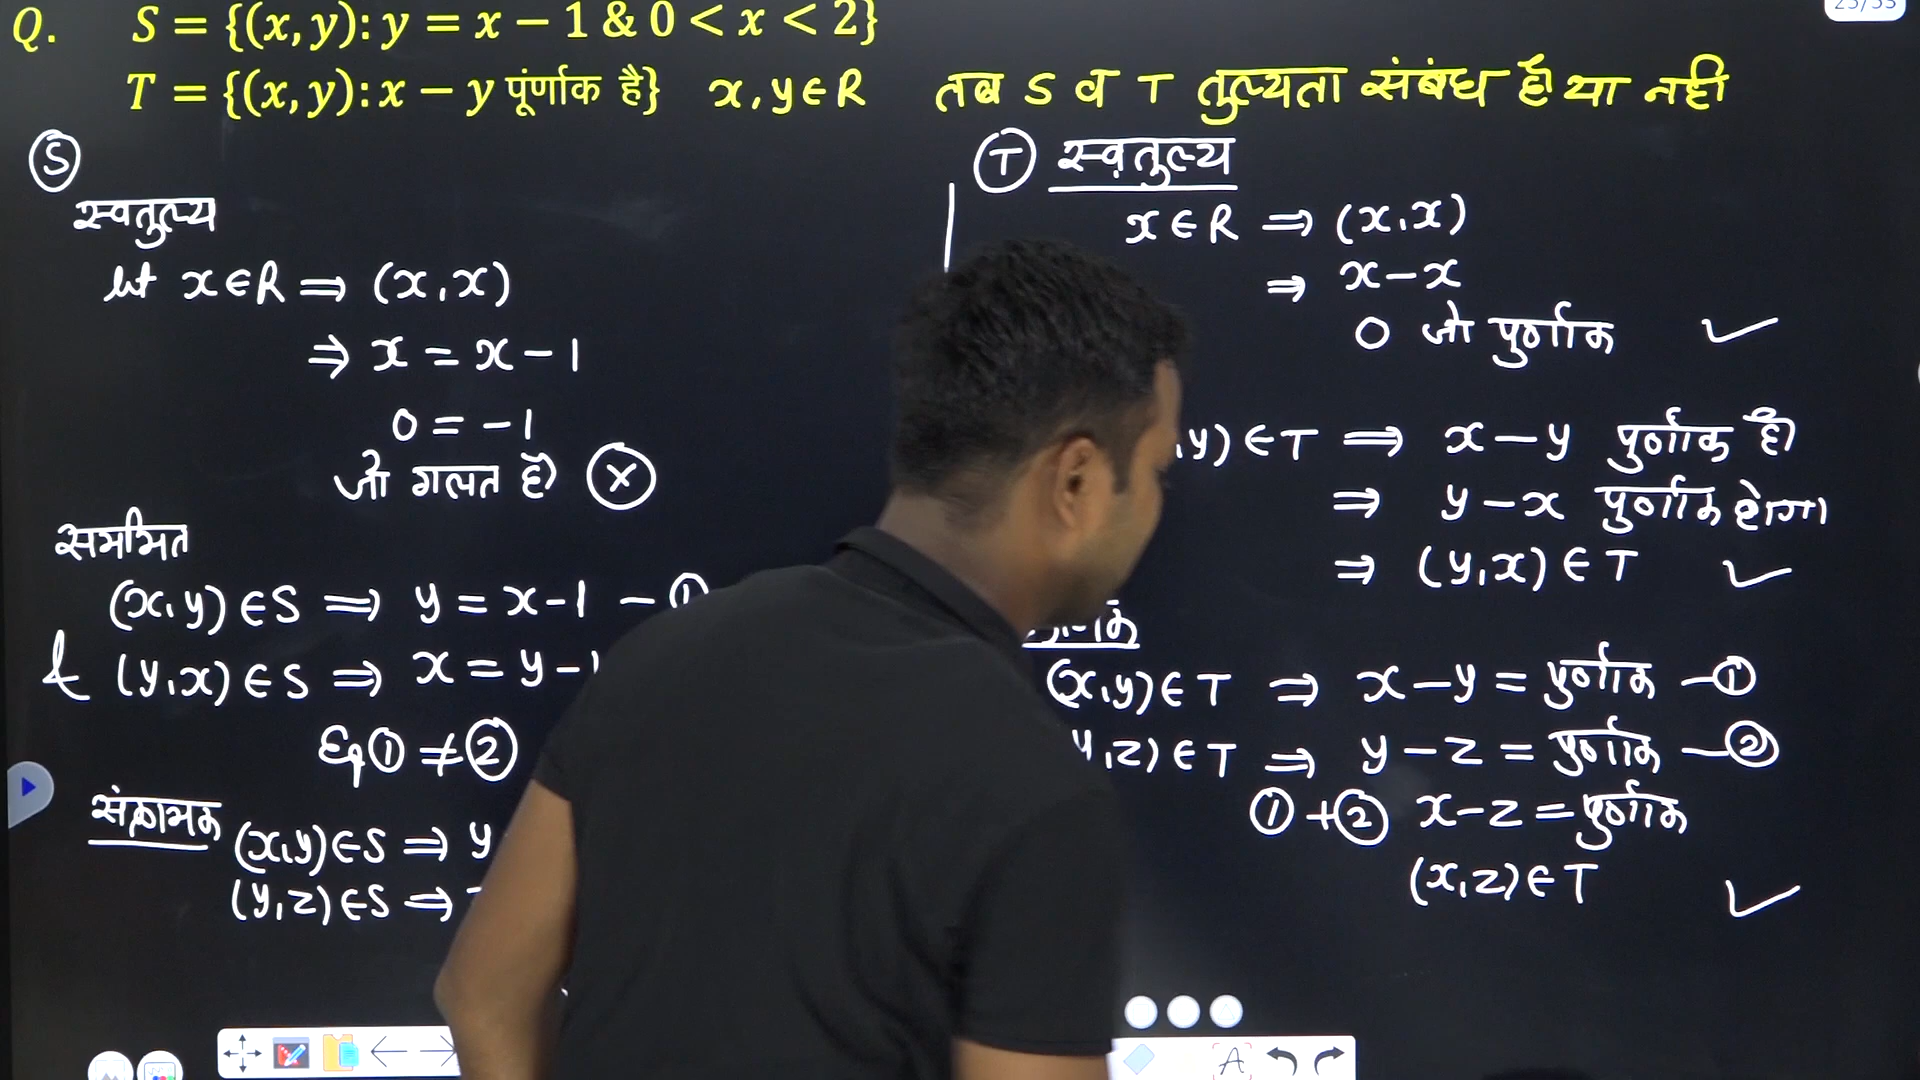 Q. S = {(x, y): y = x − 1 & 0 < x < 2}
T = {(x, y): x − y पूंर्णाक है} x, y ∈ R तब S व T तुल्यता संबंध है या नही
(S)
स्वतुल्य
let x ∈ R ⇒ (x, x)
⇒ x = x − 1
0 = −1
जो गलत है (X)
सममित
(x, y) ∈ S ⇒ y = x − 1 − ①
& (y, x) ∈ S ⇒ x = y − 1
Eq ① ≠ ②
संक्रामक
(x, y) ∈ S ⇒ y
(y, z) ∈ S ⇒
(T) स्वतुल्य
x ∈ R ⇒ (x, x)
⇒ x − x
0 जो पुर्णाक ✓
, y) ∈ T ⇒ x − y पुर्णाक है
⇒ y − x पुर्णाक होगा
⇒ (y, x) ∈ T ✓
(x, y) ∈ T ⇒ x − y = पुर्णाक − ①
y, z) ∈ T ⇒ y − z = पुर्णाक − ②
① + ② x − z = पुर्णाक
(x, z) ∈ T ✓